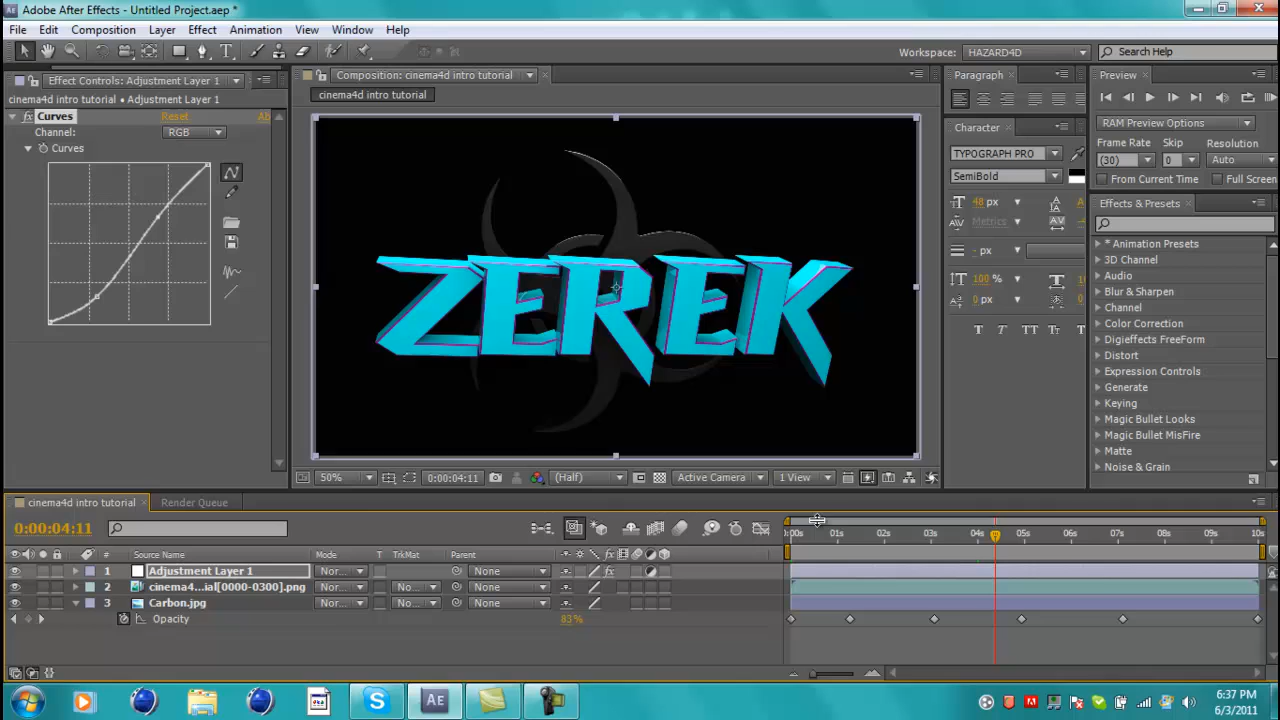 Adobe After Effects - Untitled Project.aep *
File Edit Composition Layer Effect Animation View Window Help
Workspace: HAZARD4D Search Help
Effect Controls: Adjustment Layer 1
Composition: cinema4d intro tutorial
Paragraph
Preview
cinema4d intro tutorial • Adjustment Layer 1
cinema4d intro tutorial
fx Curves Reset Ab
RAM Preview Options
Character
Channel: RGB
Frame Rate Skip Resolution
Curves
TYPOGRAPH PRO
(30) 0 Auto
SemiBold
From Current Time Full Screen
48 px
Effects & Presets
Metrics
- px
* Animation Presets
3D Channel
ZEREK
100 %
Audio
0 px
Blur & Sharpen
Channel
Color Correction
T T TT Tr T
Digieffects FreeForm
Distort
Expression Controls
Generate
Keying
Magic Bullet Looks
Magic Bullet MisFire
Matte
Noise & Grain
50% 0:00:04:11 (Half) Active Camera 1 View
cinema4d intro tutorial Render Queue
0:00:04:11
0:00s 01s 02s 03s 04s 05s 06s 07s 08s 09s 10s
# Source Name Mode T TrkMat Parent
1 Adjustment Layer 1 Nor... None
2 cinema4...ial[0000-0300].png Nor... No... None
3 Carbon.jpg Nor... No... None
Opacity 83 %
AE
6:37 PM
6/3/2011